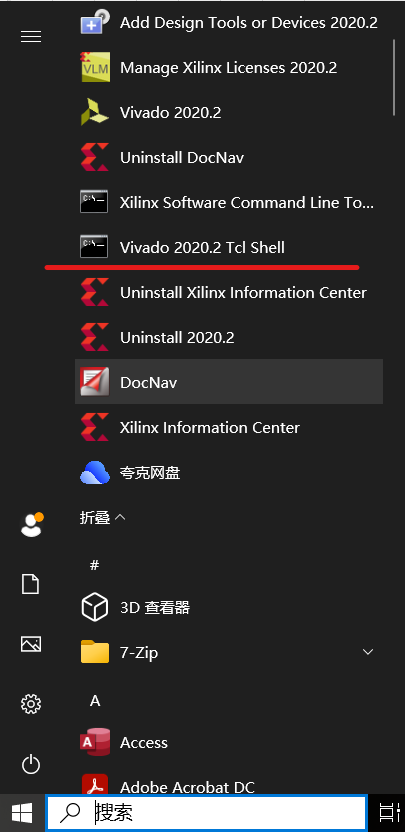 Add Design Tools or Devices 2020.2
VLM
Manage Xilinx Licenses 2020.2
Vivado 2020.2
Uninstall DocNav
C:\_
Xilinx Software Command Line To...
C:\_
Vivado 2020.2 Tcl Shell
Uninstall Xilinx Information Center
Uninstall 2020.2
DocNav
Xilinx Information Center
夸克网盘
折叠
#
3D 查看器
7-Zip
A
A
Access
Adobe Acrobat DC
搜索